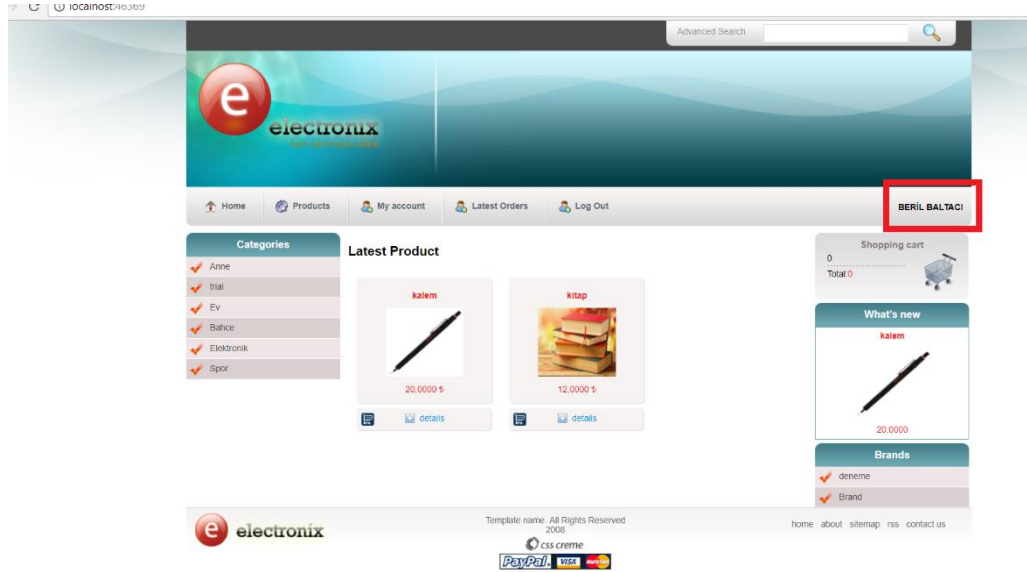 localhost:46369
Advanced Search
e
electronix
Home
Products
My account
Latest Orders
Log Out
BERİL BALTACI
Categories
Anne
trial
Ev
Bahce
Elektronik
Spor
Latest Product
kalem
20,0000 ₺
details
kitap
12,0000 ₺
details
Shopping cart
0
Total:0
What's new
kalem
20.0000
Brands
deneme
Brand
e
electronix
Template name. All Rights Reserved
2008
css creme
PayPal. VISA
home about sitemap rss contact us